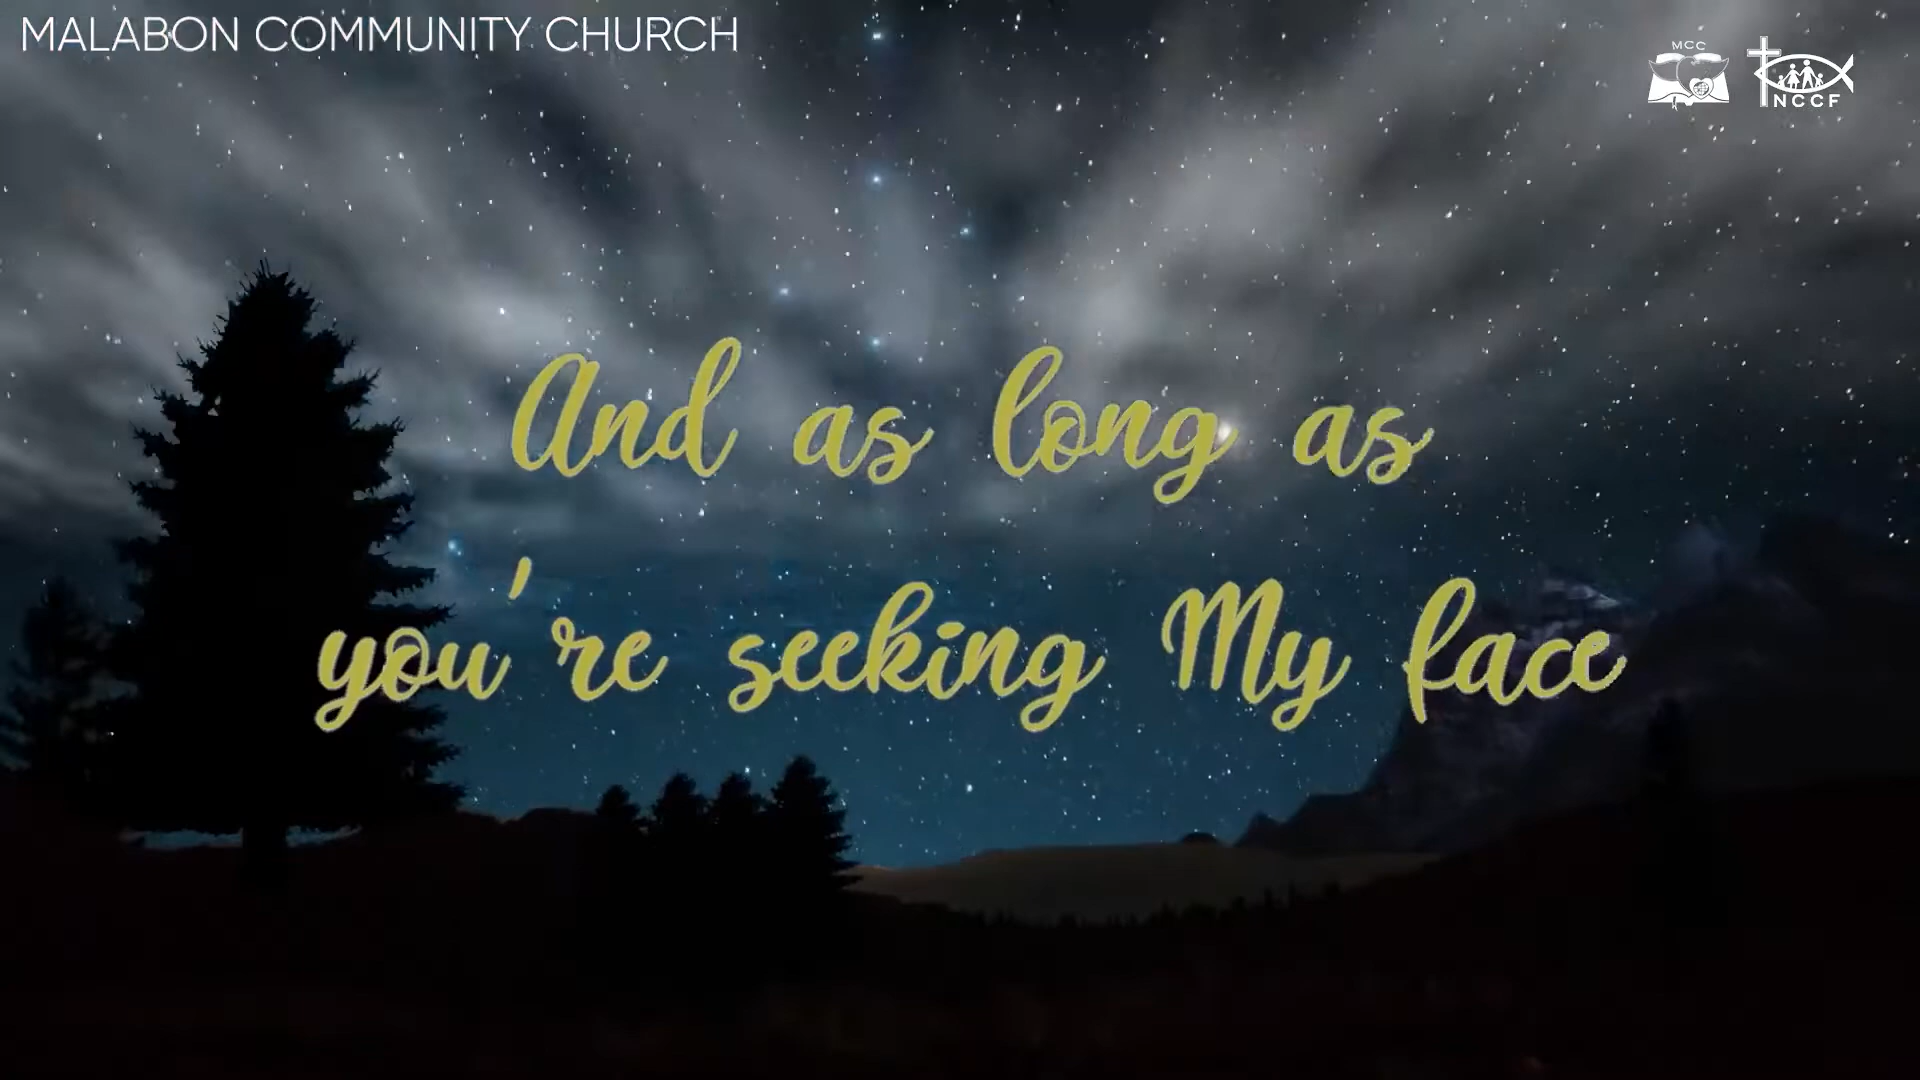 MALABON COMMUNITY CHURCH
MCC
NCCF
And as long as
you're seeking My face